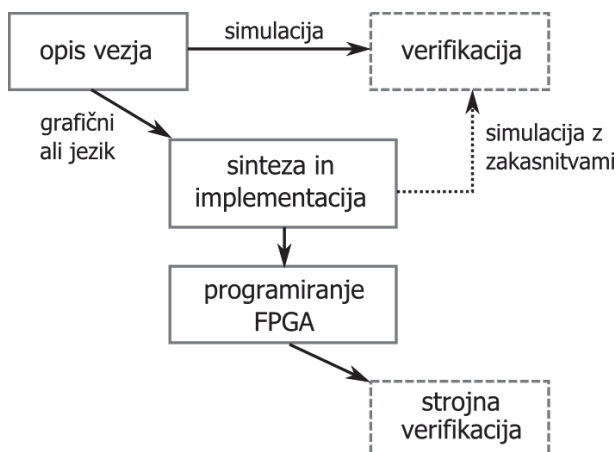 opis vezja
simulacija
verifikacija
grafični
ali jezik
simulacija z
zakasnitvami
sinteza in
implementacija
programiranje
FPGA
strojna
verifikacija